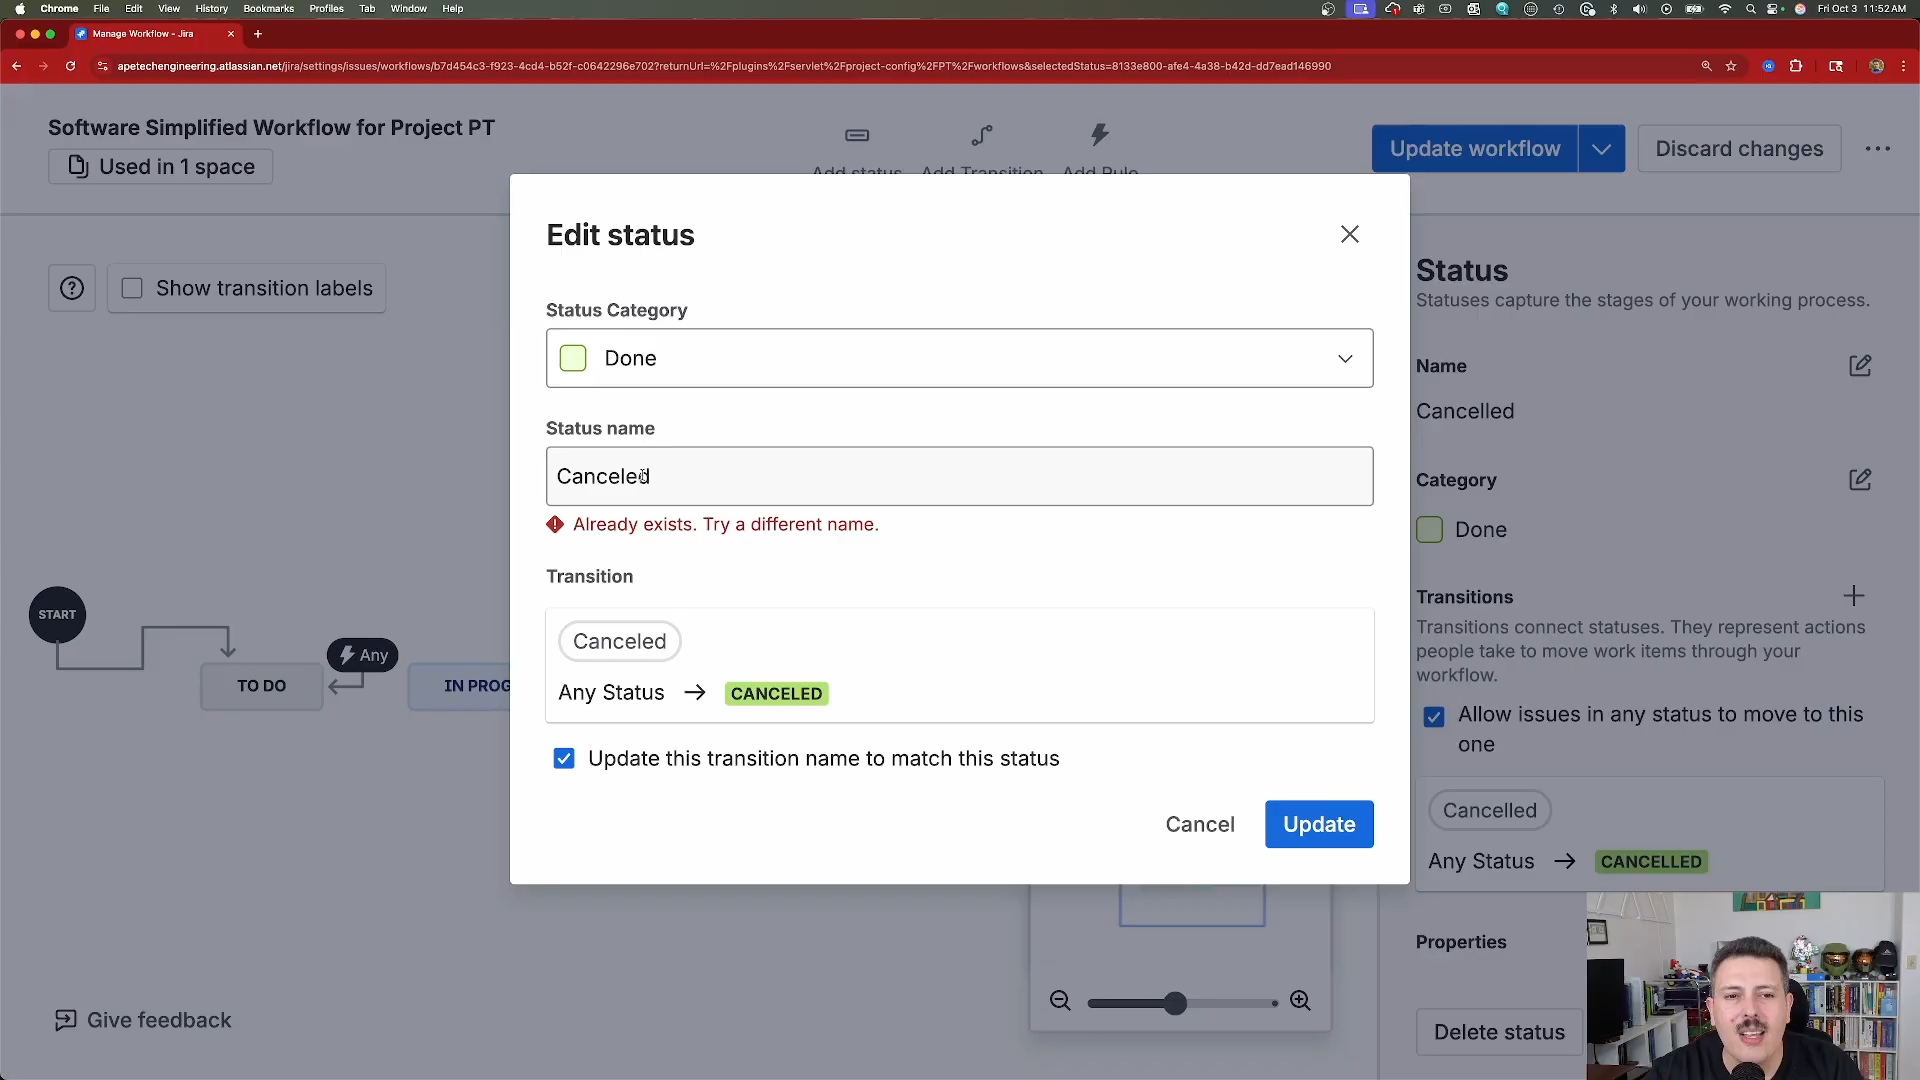 Chrome File Edit View History Bookmarks Profiles Tab Window Help Fri Oct 3 11:52 AM
Manage Workflow - Jira
apetechengineering.atlassian.net/jira/settings/issues/workflows/b7d454c3-f923-4cd4-b52f-c0642296e702?returnUrl=%2Fplugins%2Fservlet%2Fproject-config%2FPT%2Fworkflows&selectedStatus=8133e800-afe4-4a38-b42d-dd7ead146990
Software Simplified Workflow for Project PT
Used in 1 space
Add status Add Transition Add Rule
Update workflow
Discard changes
Show transition labels
START
TO DO
Any
IN PROG
Give feedback
Edit status
Status Category
Done
Status name
Canceled
Already exists. Try a different name.
Transition
Canceled
Any Status → CANCELED
Update this transition name to match this status
Cancel
Update
Status
Statuses capture the stages of your working process.
Name
Cancelled
Category
Done
Transitions
Transitions connect statuses. They represent actions
people take to move work items through your
workflow.
Allow issues in any status to move to this
one
Cancelled
Any Status → CANCELLED
Properties
Delete status